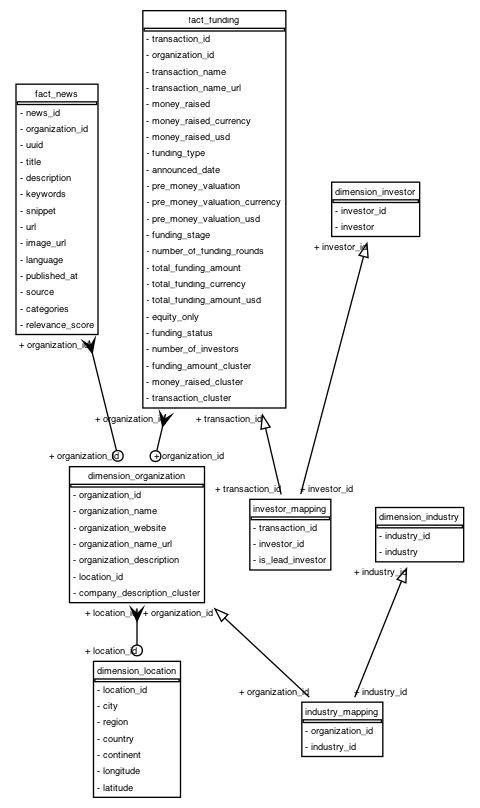 fact_funding
- transaction_id
- organization_id
- transaction_name
- transaction_name_url
- money_raised
- money_raised_currency
- money_raised_usd
- funding_type
- announced_date
- pre_money_valuation
- pre_money_valuation_currency
- pre_money_valuation_usd
- funding_stage
- number_of_funding_rounds
- total_funding_amount
- total_funding_currency
- total_funding_amount_usd
- equity_only
- funding_status
- number_of_investors
- funding_amount_cluster
- money_raised_cluster
- transaction_cluster
fact_news
- news_id
- organization_id
- uuid
- title
- description
- keywords
- snippet
- url
- image_url
- language
- published_at
- source
- categories
- relevance_score
dimension_investor
- investor_id
- investor
+ investor_id
+ organization_id
+ organization_id
+ transaction_id
+ organization_id
+ organization_id
+ transaction_id
+ investor_id
dimension_organization
- organization_id
- organization_name
- organization_website
- organization_name_url
- organization_description
- location_id
- company_description_cluster
investor_mapping
- transaction_id
- investor_id
- is_lead_investor
dimension_industry
- industry_id
- industry
+ industry_id
+ location_id
+ organization_id
+ location_id
dimension_location
- location_id
- city
- region
- country
- continent
- longitude
- latitude
+ organization_id
+ industry_id
industry_mapping
- organization_id
- industry_id